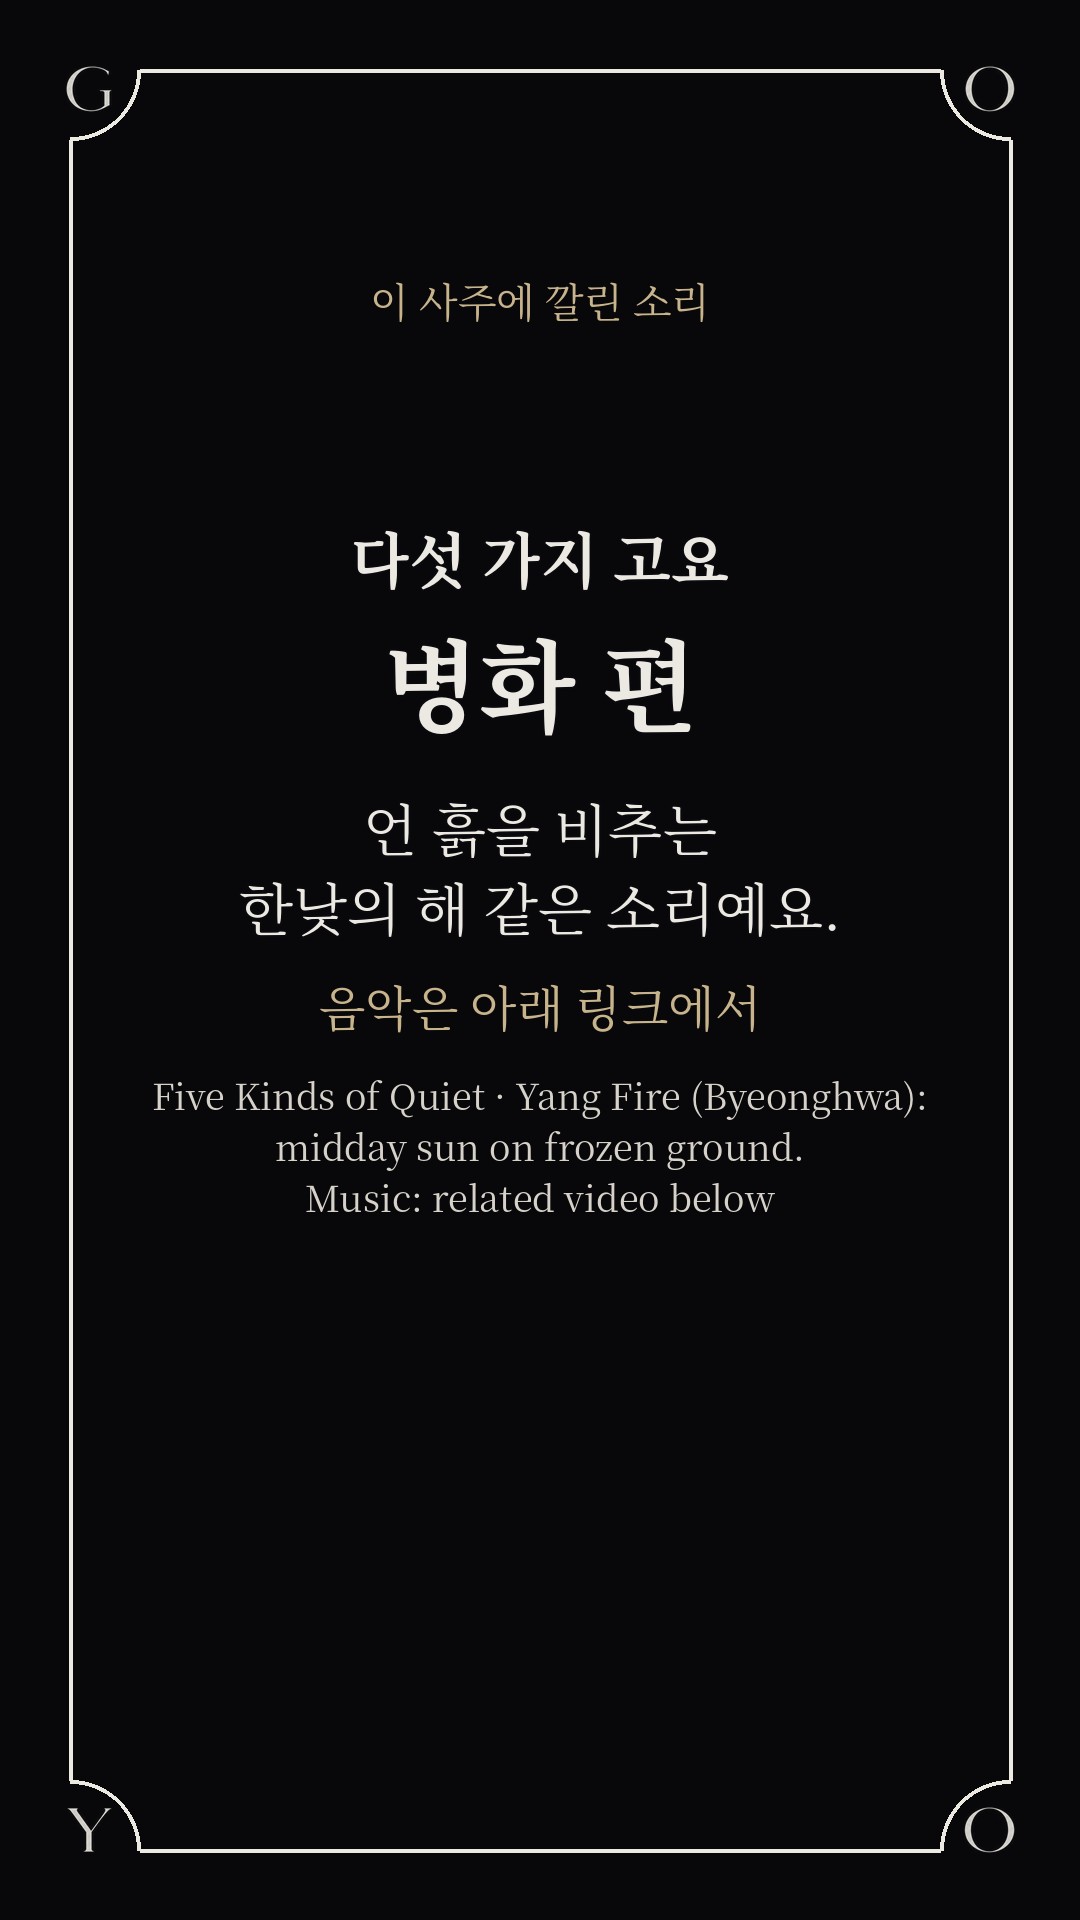 G O
이 사주에 깔린 소리
다섯 가지 고요
병화 편
언 흙을 비추는
한낮의 해 같은 소리예요.
음악은 아래 링크에서
Five Kinds of Quiet · Yang Fire (Byeonghwa):
midday sun on frozen ground.
Music: related video below
Y O